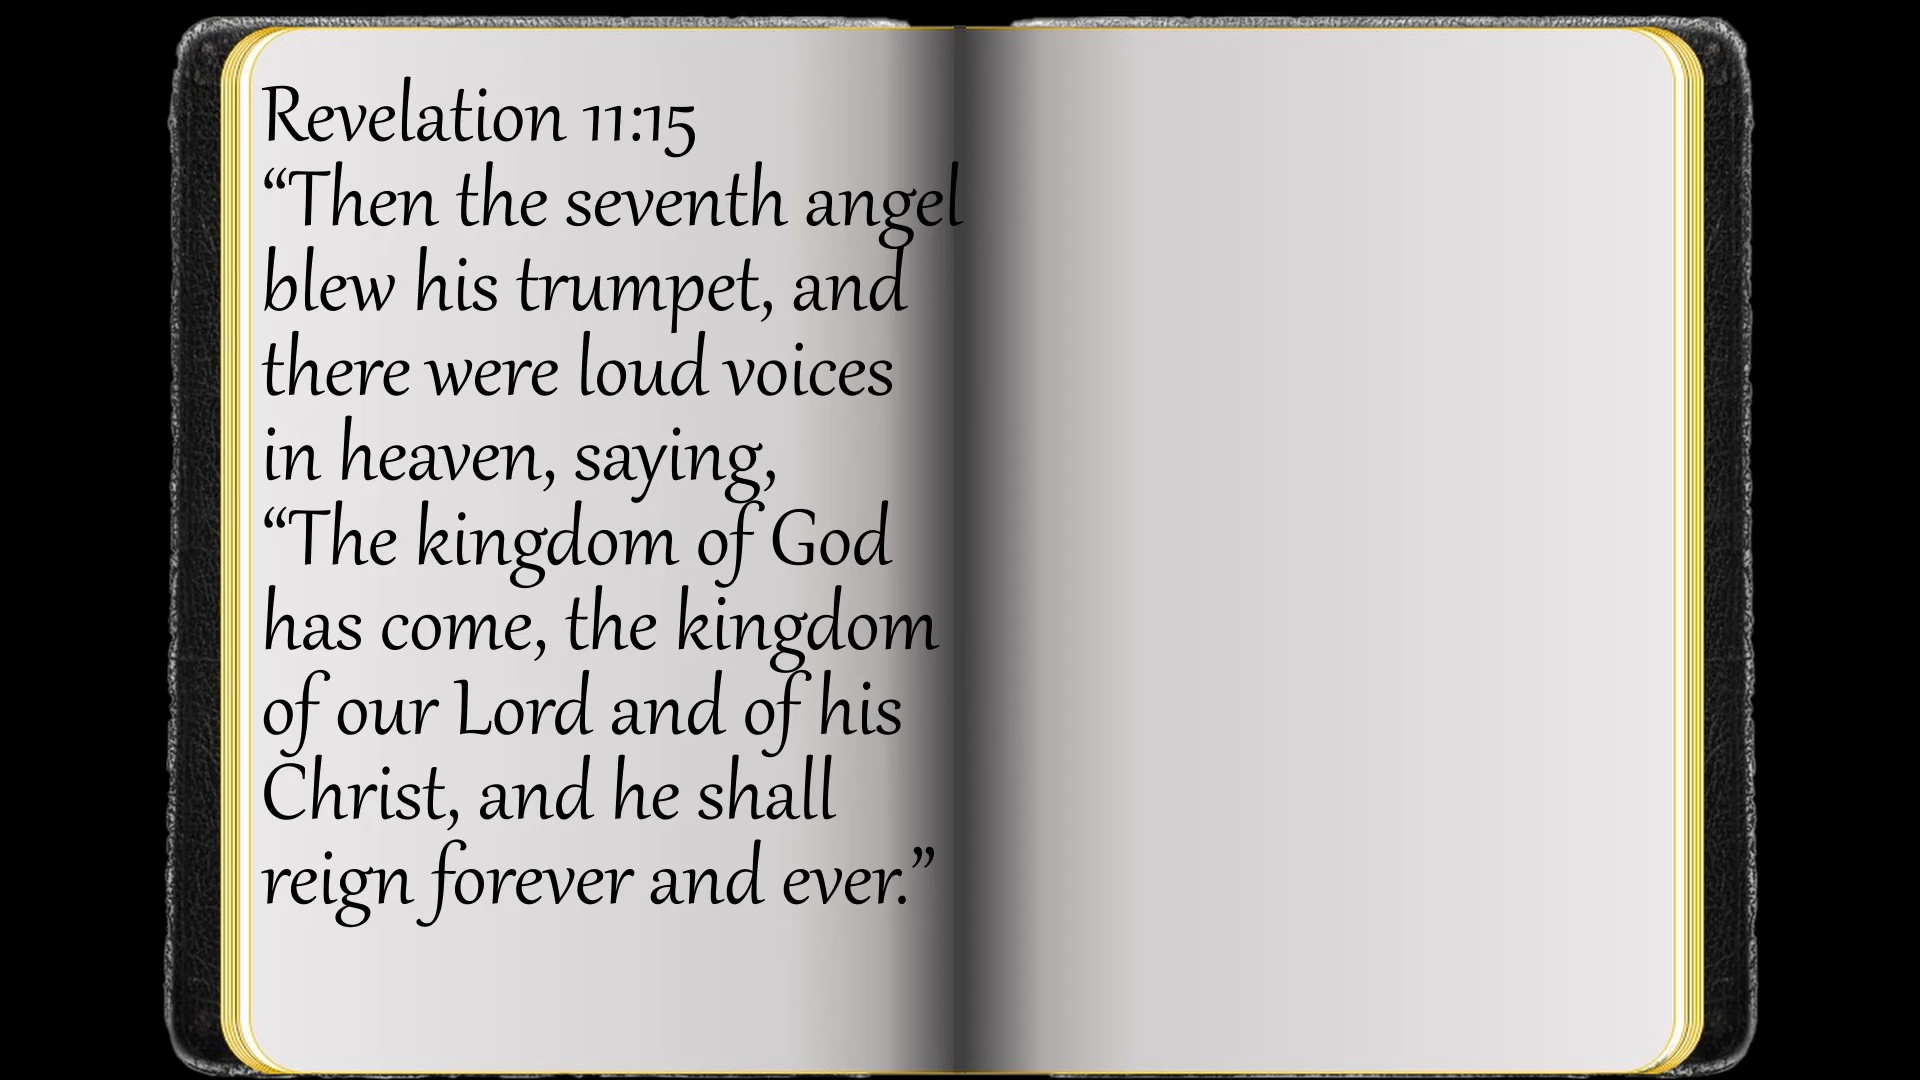 Revelation 11:15
“Then the seventh angel
blew his trumpet, and
there were loud voices
in heaven, saying,
“The kingdom of God
has come, the kingdom
of our Lord and of his
Christ, and he shall
reign forever and ever.”